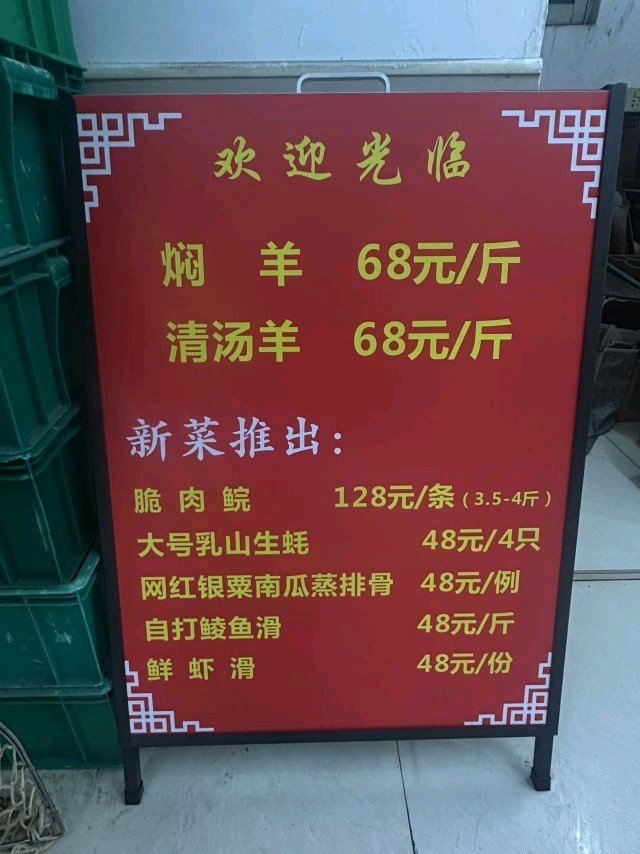 欢迎光临
焖 羊 68元/斤
清汤羊 68元/斤
新菜推出:
脆肉鲩 128元/条(3.5-4斤)
大号乳山生蚝 48元/4只
网红银粟南瓜蒸排骨 48元/例
自打鲮鱼滑 48元/斤
鲜虾滑 48元/份